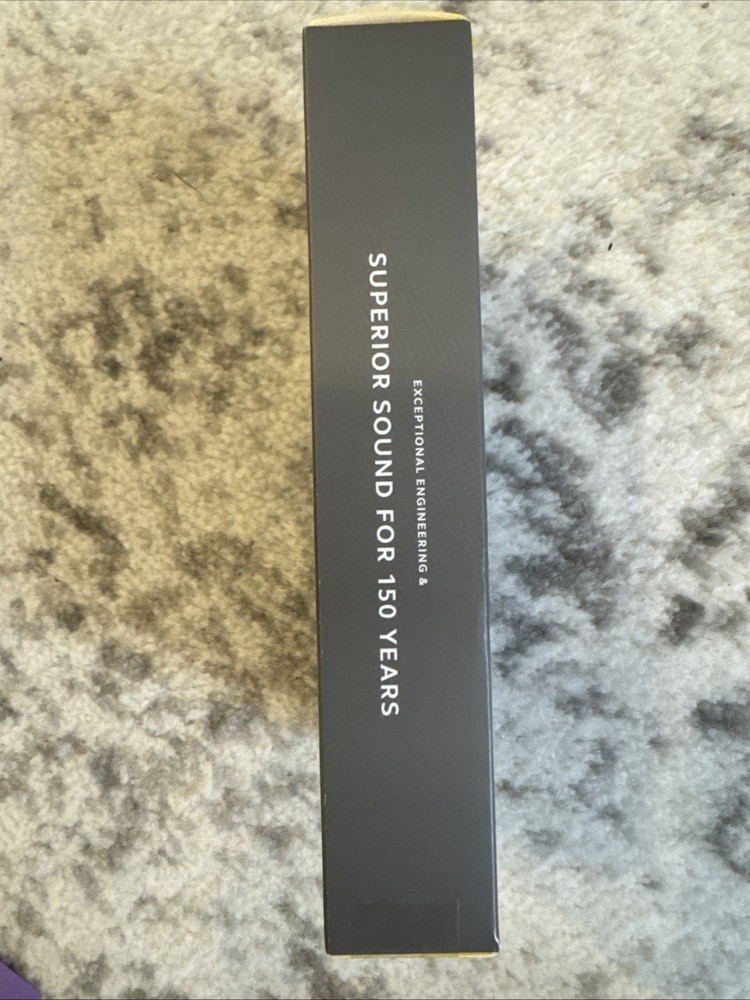 EXCEPTIONAL ENGINEERING &
SUPERIOR SOUND FOR 150 YEARS